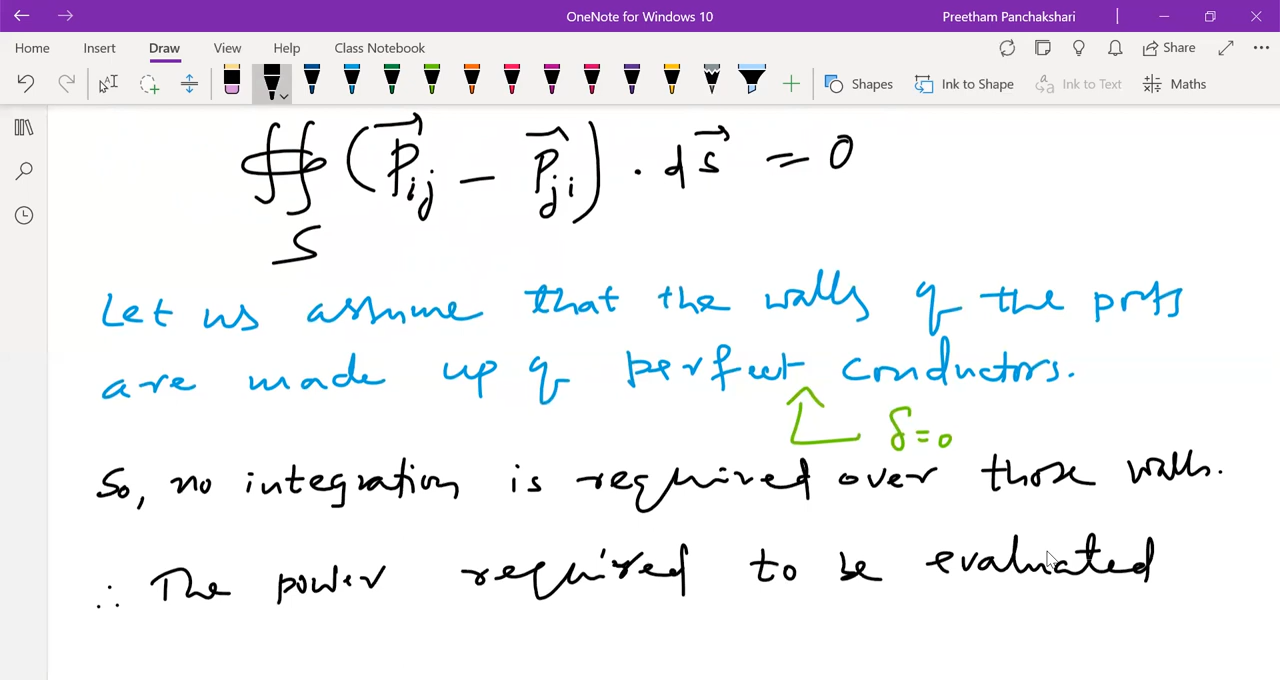 OneNote for Windows 10
Preetham Panchakshari
Home Insert Draw View Help Class Notebook Share
Shapes Ink to Shape Ink to Text Maths
∯ (P⃗ij − P⃗ji) · ds⃗ = 0
S
Let us assume that the walls of the ports
are made up of perfect conductors.
δ = 0
So, no integration is required over those walls.
∴ The power required to be evaluated